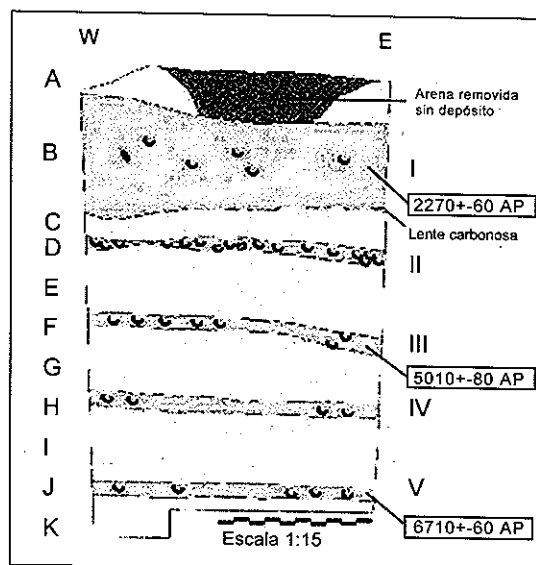 W E
A
Arena removida
sin depósito
B
I
2270+-60 AP
C
Lente carbonosa
D
II
E
F
III
5010+-80 AP
G
H
IV
I
J
V
6710+-60 AP
K
Escala 1:15